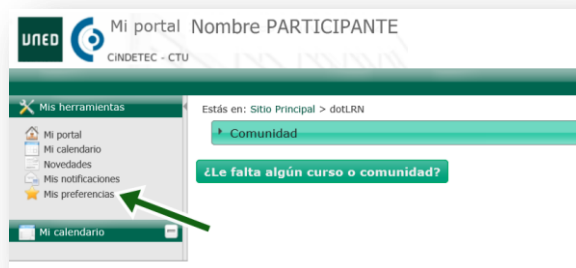 UNED
Mi portal
Nombre PARTICIPANTE
CiNDETEC - CTU
Mis herramientas
Mi portal
Mi calendario
Novedades
Mis notificaciones
Mis preferencias
Mi calendario
Estás en: Sitio Principal > dotLRN
Comunidad
¿Le falta algún curso o comunidad?